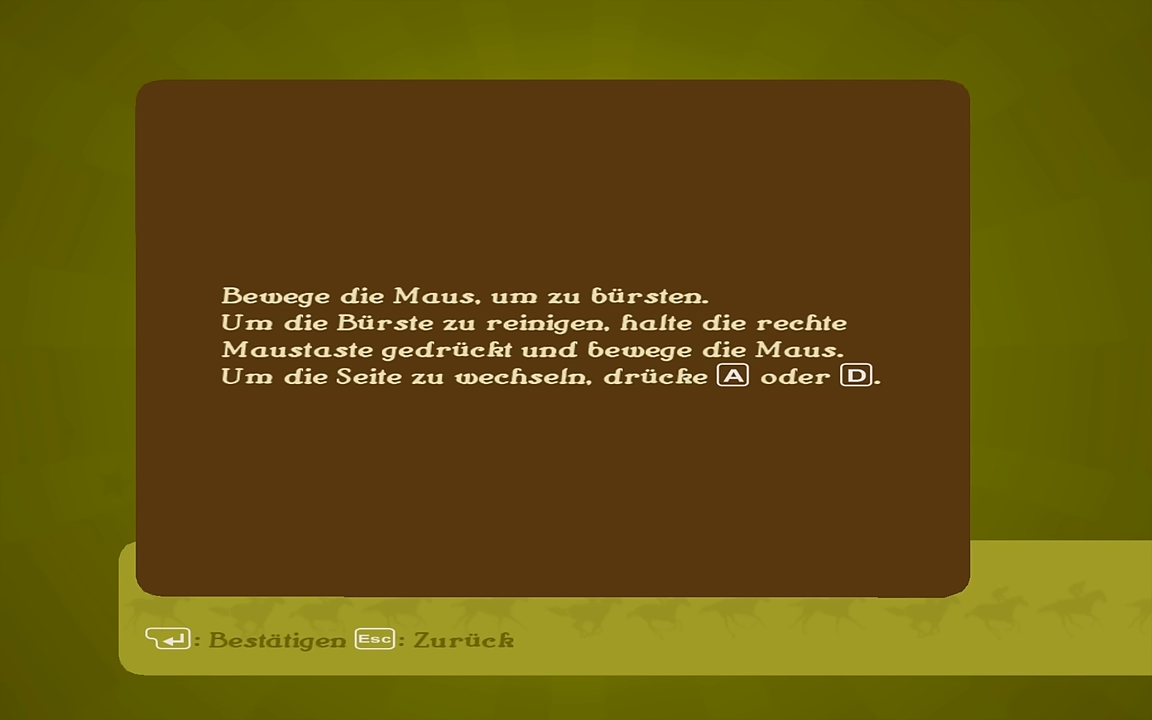 Bewege die Maus, um zu bürsten.
Um die Bürste zu reinigen, halte die rechte
Maustaste gedrückt und bewege die Maus.
Um die Seite zu wechseln, drücke A oder D.
: Bestätigen Esc: Zurück